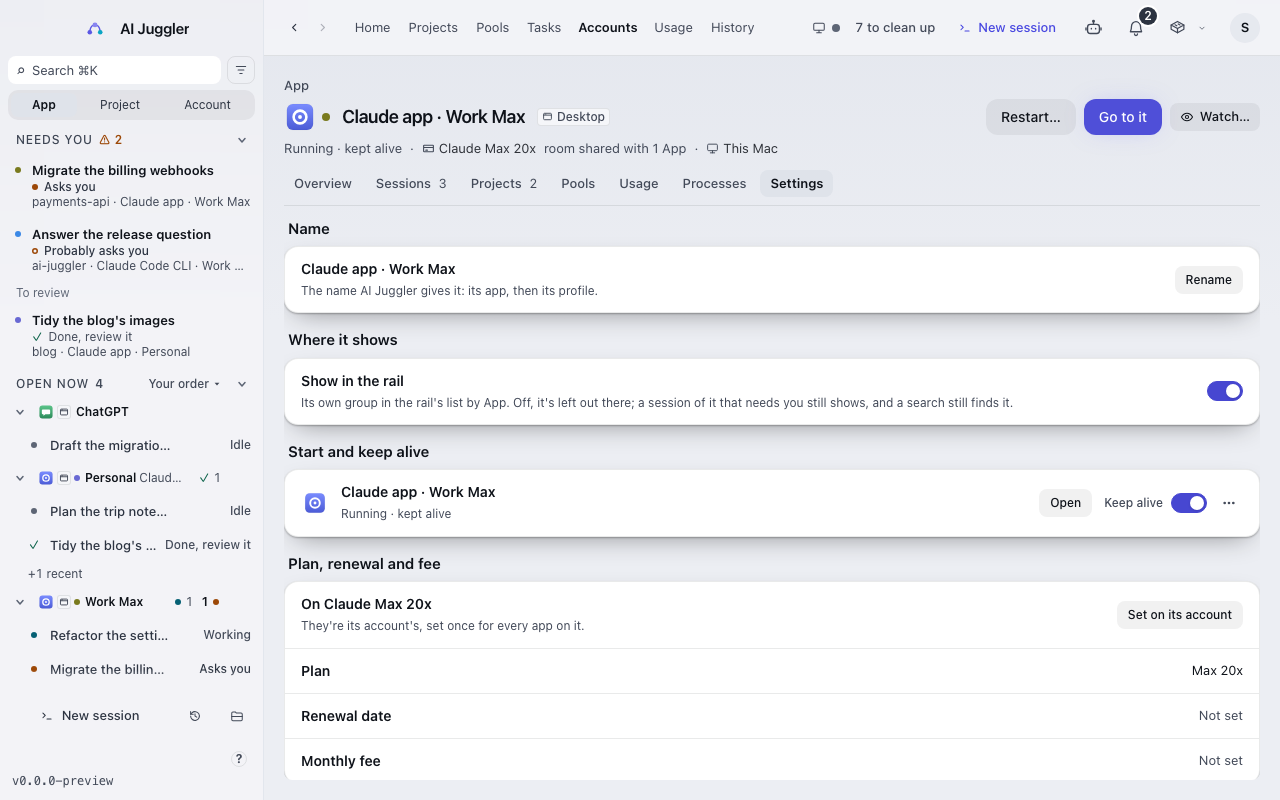 AI Juggler
Search ⌘K
App Project Account
NEEDS YOU 2
Migrate the billing webhooks
Asks you
payments-api · Claude app · Work Max
Answer the release question
Probably asks you
ai-juggler · Claude Code CLI · Work ...
To review
Tidy the blog's images
Done, review it
blog · Claude app · Personal
OPEN NOW 4 Your order
ChatGPT
Draft the migratio... Idle
Personal Claud... 1
Plan the trip note... Idle
Tidy the blog's ... Done, review it
+1 recent
Work Max 1 1
Refactor the setti... Working
Migrate the billin... Asks you
New session
?
v0.0.0-preview
Home Projects Pools Tasks Accounts Usage History 7 to clean up New session 2 S
App
Claude app · Work Max Desktop Restart... Go to it Watch...
Running · kept alive · Claude Max 20x room shared with 1 App · This Mac
Overview Sessions 3 Projects 2 Pools Usage Processes Settings
Name
Claude app · Work Max
The name AI Juggler gives it: its app, then its profile.
Rename
Where it shows
Show in the rail
Its own group in the rail's list by App. Off, it's left out there; a session of it that needs you still shows, and a search still finds it.
Start and keep alive
Claude app · Work Max
Running · kept alive
Open Keep alive
Plan, renewal and fee
On Claude Max 20x
They're its account's, set once for every app on it.
Set on its account
Plan Max 20x
Renewal date Not set
Monthly fee Not set